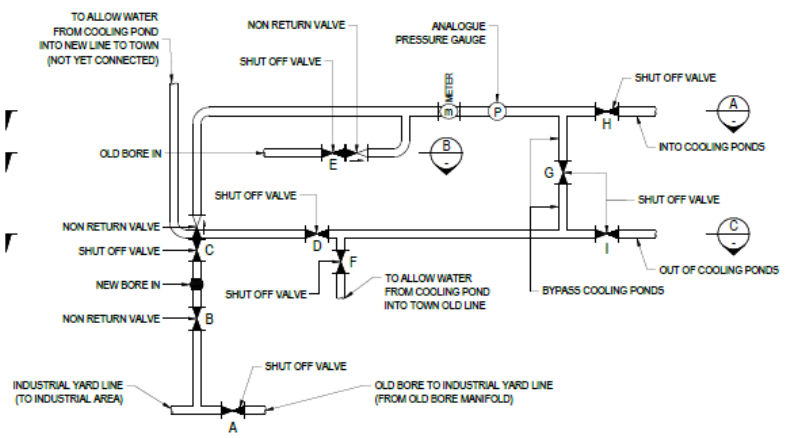 TO ALLOW WATER
FROM COOLING POND
INTO NEW LINE TO TOWN
(NOT YET CONNECTED)
NON RETURN VALVE
ANALOGUE
PRESSURE GAUGE
SHUT OFF VALVE
METER
SHUT OFF VALVE
m
P
H
A
-
OLD BORE IN
E
B
-
INTO COOLING PONDS
G
SHUT OFF VALVE
SHUT OFF VALVE
NON RETURN VALVE
D
I
C
-
SHUT OFF VALVE
C
F
OUT OF COOLING PONDS
NEW BORE IN
SHUT OFF VALVE
TO ALLOW WATER
FROM COOLING POND
INTO TOWN OLD LINE
BYPASS COOLING PONDS
NON RETURN VALVE
B
SHUT OFF VALVE
INDUSTRIAL YARD LINE
(TO INDUSTRIAL AREA)
OLD BORE TO INDUSTRIAL YARD LINE
(FROM OLD BORE MANIFOLD)
A